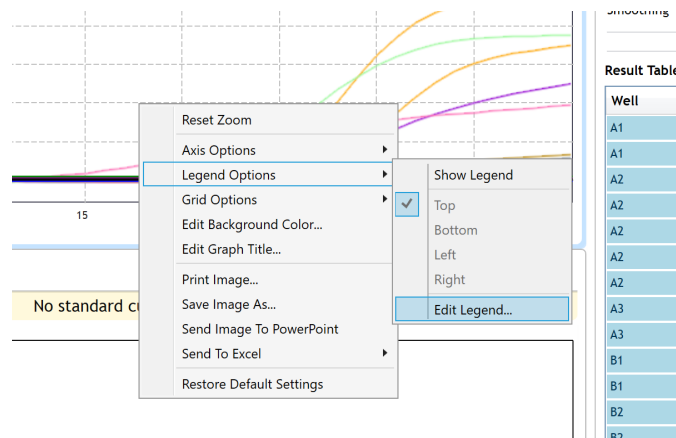 Smoothing
Result Table
Well
A1
A1
A2
A2
A2
A2
A2
A3
A3
B1
B1
B2
B2
15
No standard cu
Reset Zoom
Axis Options
Legend Options
Grid Options
Edit Background Color...
Edit Graph Title...
Print Image...
Save Image As...
Send Image To PowerPoint
Send To Excel
Restore Default Settings
Show Legend
Top
Bottom
Left
Right
Edit Legend...